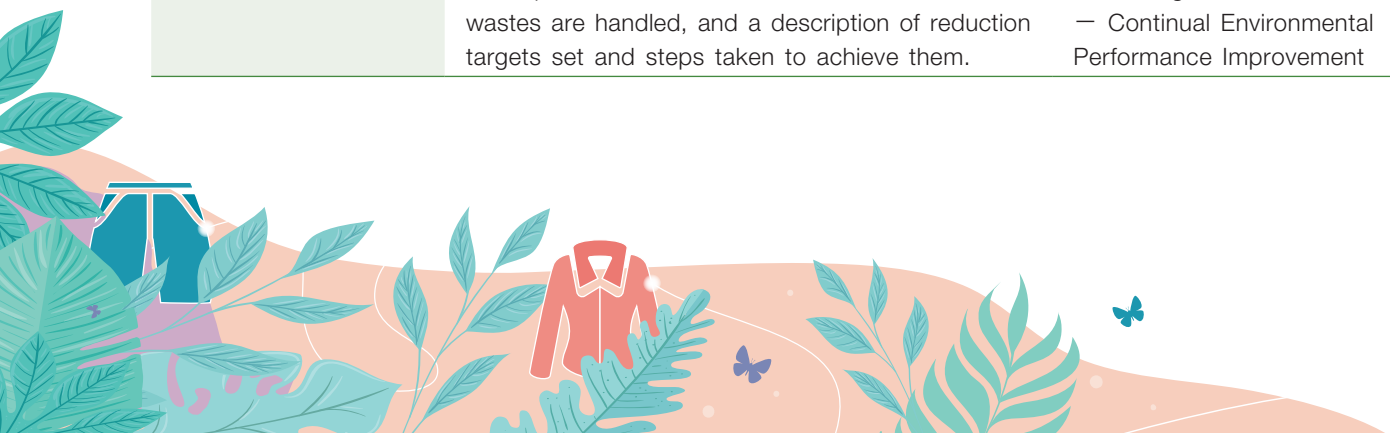 wastes are handled, and a description of reduction
targets set and steps taken to achieve them.
— Continual Environmental
Performance Improvement